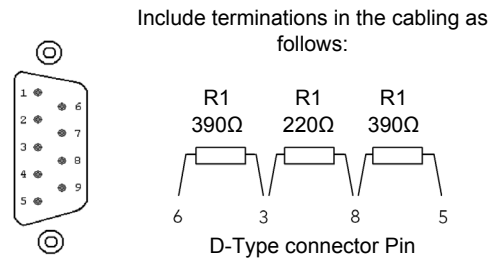 Include terminations in the cabling as
follows:
1
6
2
7
3
8
4
9
5
R1 R1 R1
390Ω 220Ω 390Ω
6 3 8 5
D-Type connector Pin